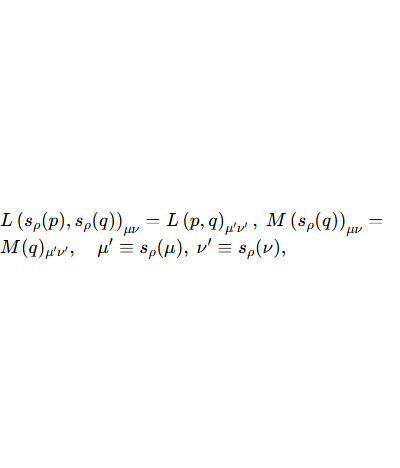 L (s_ρ(p), s_ρ(q))_{μν} = L (p, q)_{μ′ν′} , M (s_ρ(q))_{μν} =
M(q)_{μ′ν′}, μ′ ≡ s_ρ(μ), ν′ ≡ s_ρ(ν),